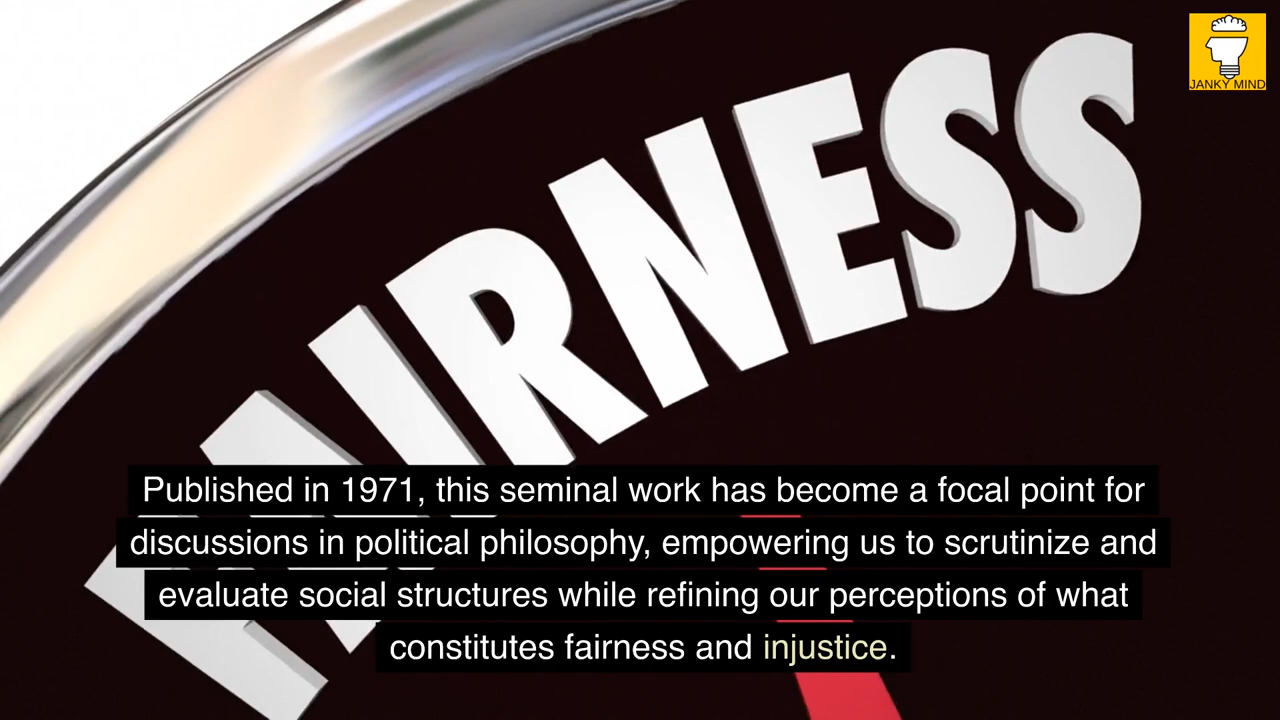 JANKY MIND
FAIRNESS
Published in 1971, this seminal work has become a focal point for
discussions in political philosophy, empowering us to scrutinize and
evaluate social structures while refining our perceptions of what
constitutes fairness and injustice.